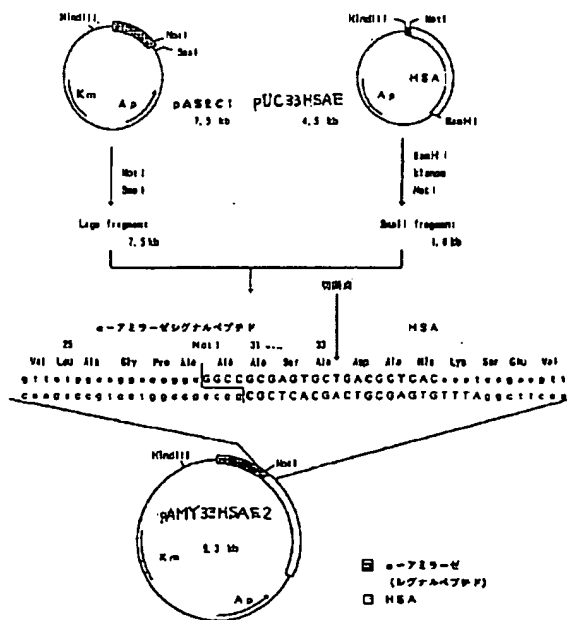 HindIII
NotI
SmaI
Km
Ap
pASEC1
7.5 kb
HindIII
NotI
HSA
Ap
BamHI
pUC33HSAE
4.5 kb
NotI
SmaI
BamHI
klenow
NotI
Large fragment
7.5 kb
Small fragment
1.8 kb
切断点
α-アミラーゼシグナルペプチド
HSA
25
NotI
31
33
Val Leu Ala Gly Pro Ala Ala Ala Ser Ala Asp Ala His Lys Ser Glu Val
GGCCGCGAGTGCTGACGCTCAC
CGCTCACGACTGCGAGTGTTTA
HindIII
NotI
pAMY33HSAE2
Km
Ap
α-アミラーゼ
(シグナルペプチド)
HSA